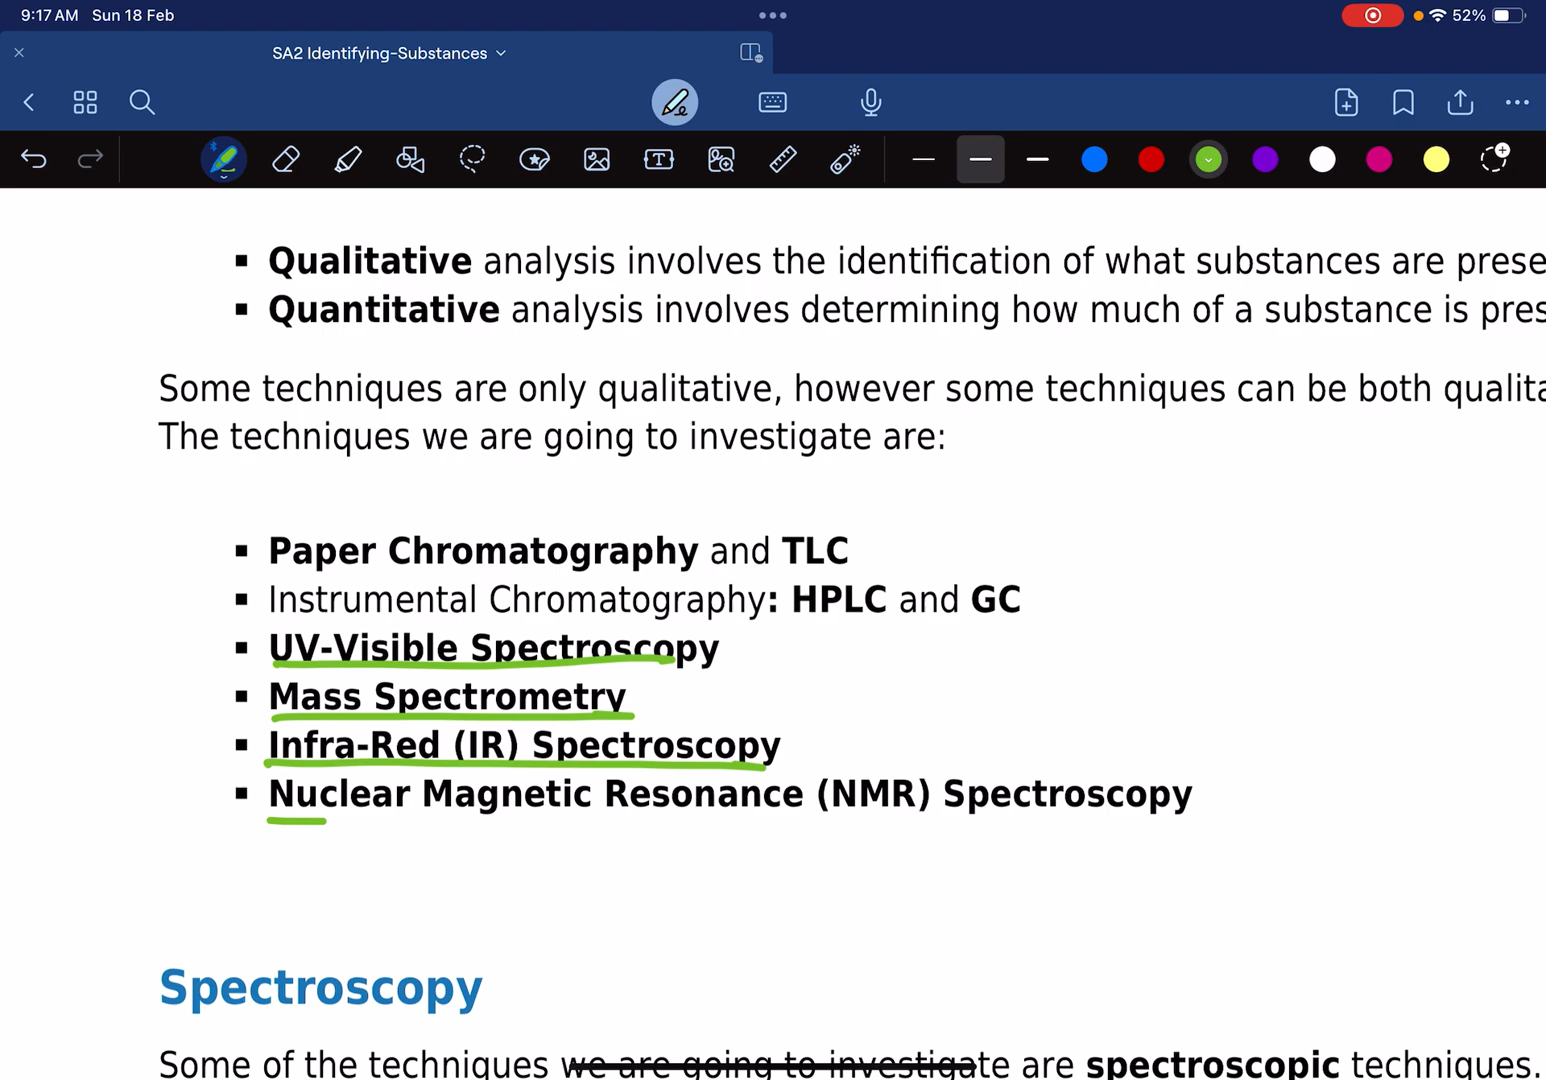 9:17 AM Sun 18 Feb
52%
SA2 Identifying-Substances
▪ Qualitative analysis involves the identification of what substances are prese
▪ Quantitative analysis involves determining how much of a substance is pres
Some techniques are only qualitative, however some techniques can be both qualita
The techniques we are going to investigate are:
▪ Paper Chromatography and TLC
▪ Instrumental Chromatography: HPLC and GC
▪ UV-Visible Spectroscopy
▪ Mass Spectrometry
▪ Infra-Red (IR) Spectroscopy
▪ Nuclear Magnetic Resonance (NMR) Spectroscopy
Spectroscopy
Some of the techniques we are going to investigate are spectroscopic techniques.